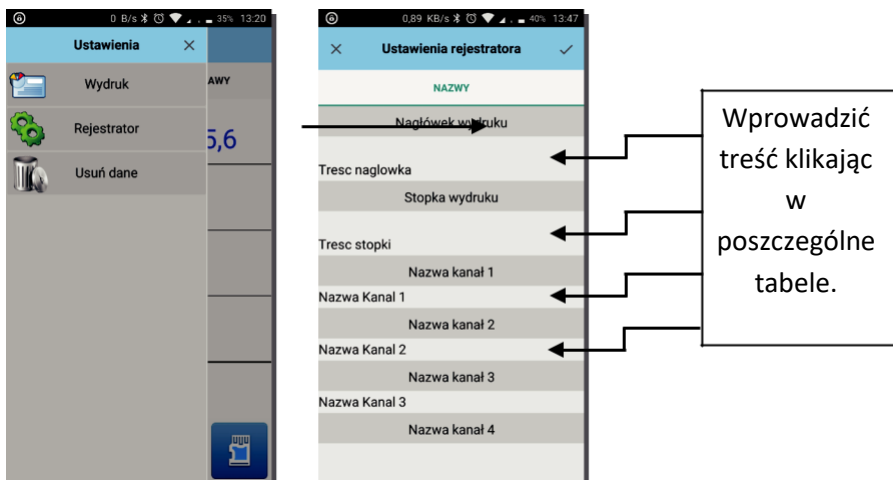 0 B/s 35% 13:20
Ustawienia ×
Wydruk
Rejestrator
Usuń dane
AWY
5,6
0,89 KB/s 40% 13:47
× Ustawienia rejestratora ✓
NAZWY
Nagłówek wydruku
Tresc naglowka
Stopka wydruku
Tresc stopki
Nazwa kanał 1
Nazwa Kanal 1
Nazwa kanał 2
Nazwa Kanal 2
Nazwa kanał 3
Nazwa Kanal 3
Nazwa kanał 4
Wprowadzić
treść klikając
w
poszczególne
tabele.